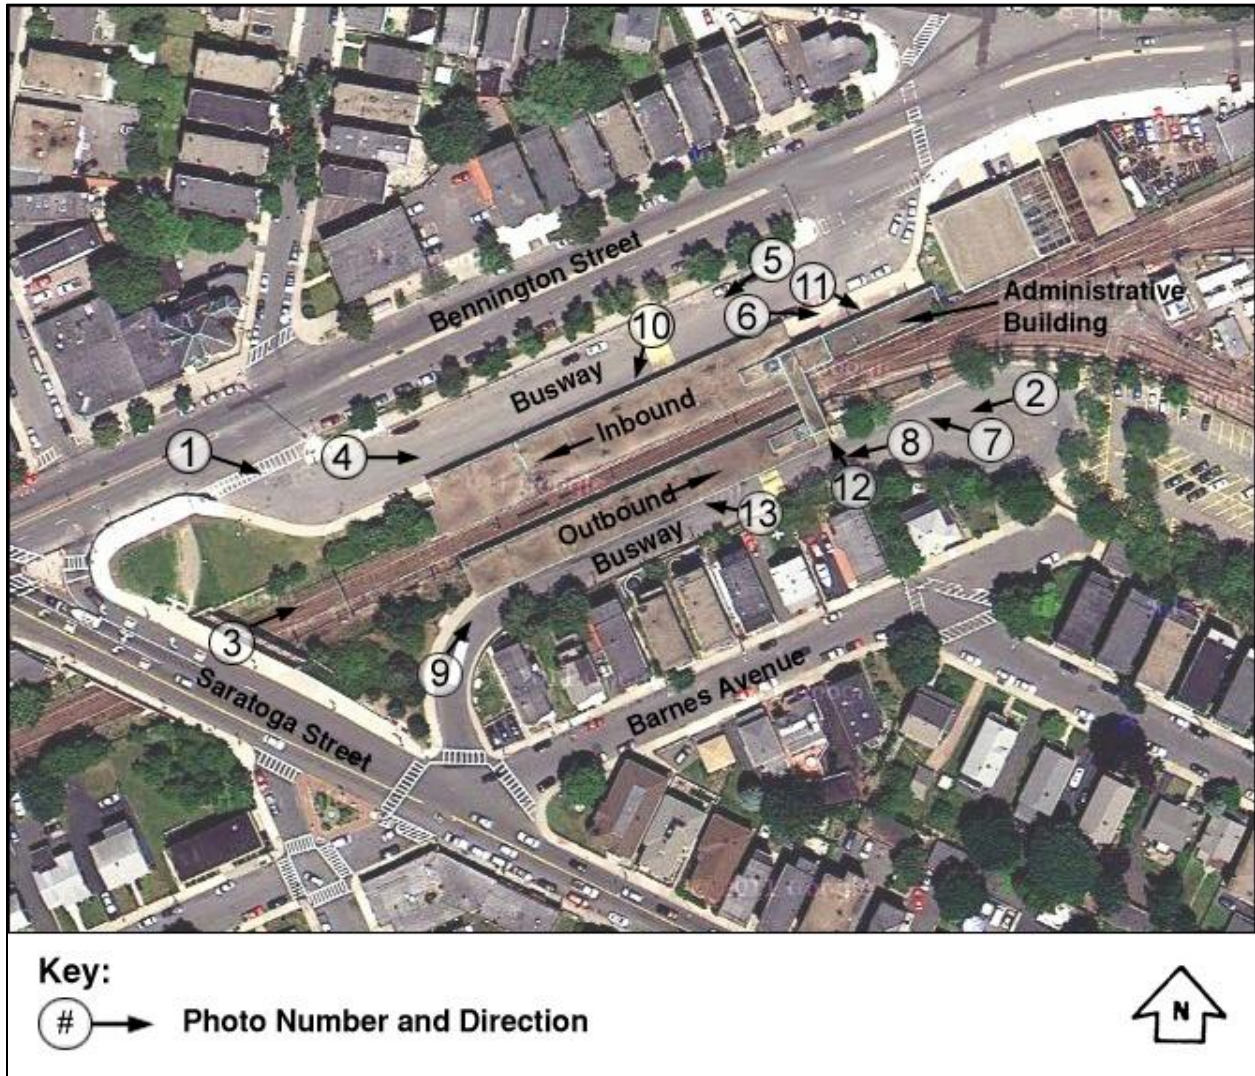 Bennington Street
5
11
6
Administrative
Building
10
Busway
Inbound
2
1
4
8
7
12
Outbound
13
Busway
3
9
Saratoga Street
Barnes Avenue
Key:
# Photo Number and Direction
N